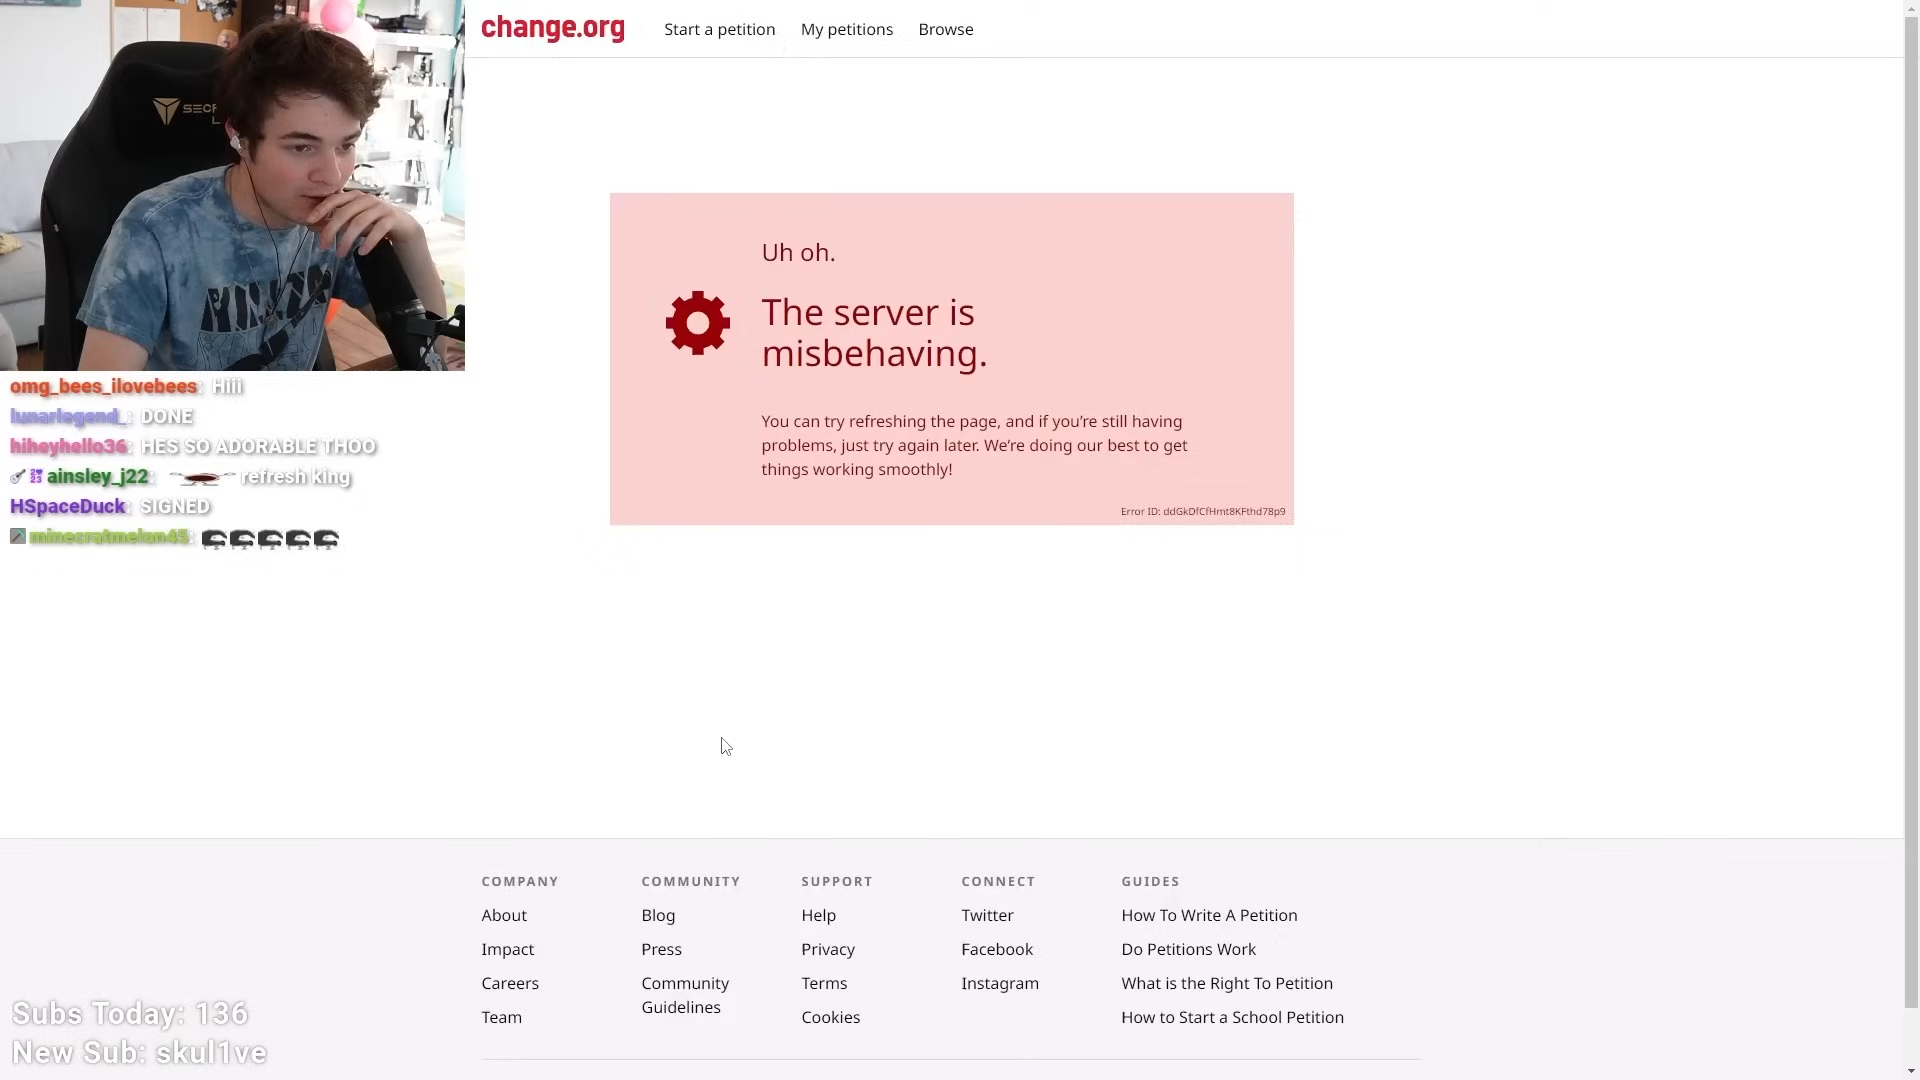 change.org
Start a petition
My petitions
Browse
Uh oh.
The server is
misbehaving.
You can try refreshing the page, and if you're still having
problems, just try again later. We're doing our best to get
things working smoothly!
Error ID: ddGkDfCfHmt8KFthd78p9
omg_bees_ilovebees: Hiii
lunarlegend_: DONE
hiheyhello36: HES SO ADORABLE THOO
ainsley_j22: refresh king
HSpaceDuck: SIGNED
minecratmelon45:
COMPANY
About
Impact
Careers
Team
COMMUNITY
Blog
Press
Community
Guidelines
SUPPORT
Help
Privacy
Terms
Cookies
CONNECT
Twitter
Facebook
Instagram
GUIDES
How To Write A Petition
Do Petitions Work
What is the Right To Petition
How to Start a School Petition
Subs Today: 136
New Sub: skul1ve